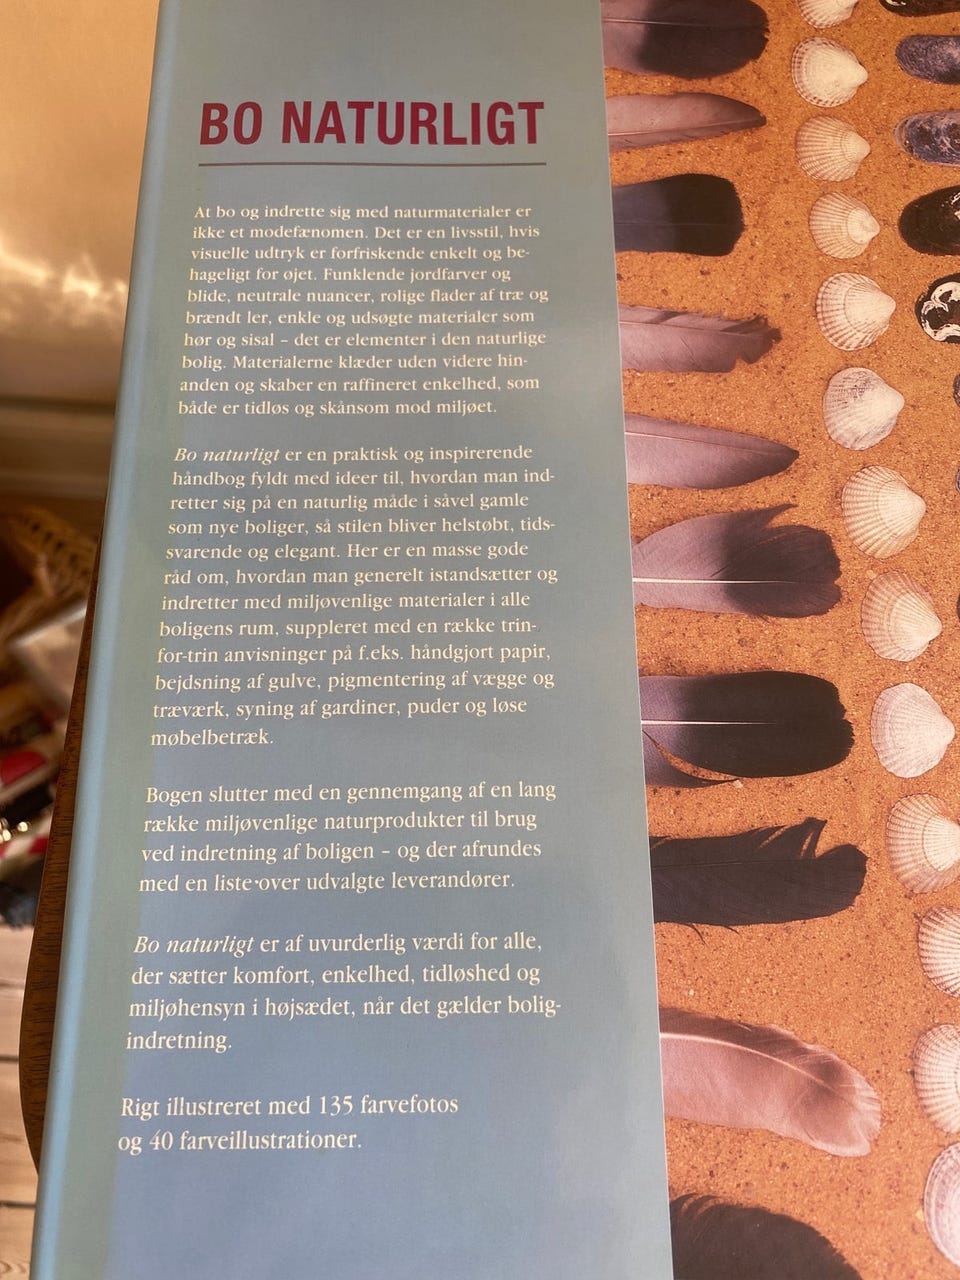 BO NATURLIGT
At bo og indrette sig med naturmaterialer er
ikke et modefænomen. Det er en livsstil, hvis
visuelle udtryk er forfriskende enkelt og be-
hageligt for øjet. Funklende jordfarver og
blide, neutrale nuancer, rolige flader af træ og
brændt ler, enkle og udsøgte materialer som
hør og sisal – det er elementer i den naturlige
bolig. Materialerne klæder uden videre hin-
anden og skaber en raffineret enkelhed, som
både er tidløs og skånsom mod miljøet.
Bo naturligt er en praktisk og inspirerende
håndbog fyldt med ideer til, hvordan man ind-
retter sig på en naturlig måde i såvel gamle
som nye boliger, så stilen bliver helstøbt, tids-
svarende og elegant. Her er en masse gode
råd om, hvordan man generelt istandsætter og
indretter med miljøvenlige materialer i alle
boligens rum, suppleret med en række trin-
for-trin anvisninger på f.eks. håndgjort papir,
bejdsning af gulve, pigmentering af vægge og
træværk, syning af gardiner, puder og løse
møbelbetræk.
Bogen slutter med en gennemgang af en lang
række miljøvenlige naturprodukter til brug
ved indretning af boligen – og der afrundes
med en liste over udvalgte leverandører.
Bo naturligt er af uvurderlig værdi for alle,
der sætter komfort, enkelhed, tidløshed og
miljøhensyn i højsædet, når det gælder bolig-
indretning.
Rigt illustreret med 135 farvefotos
og 40 farveillustrationer.